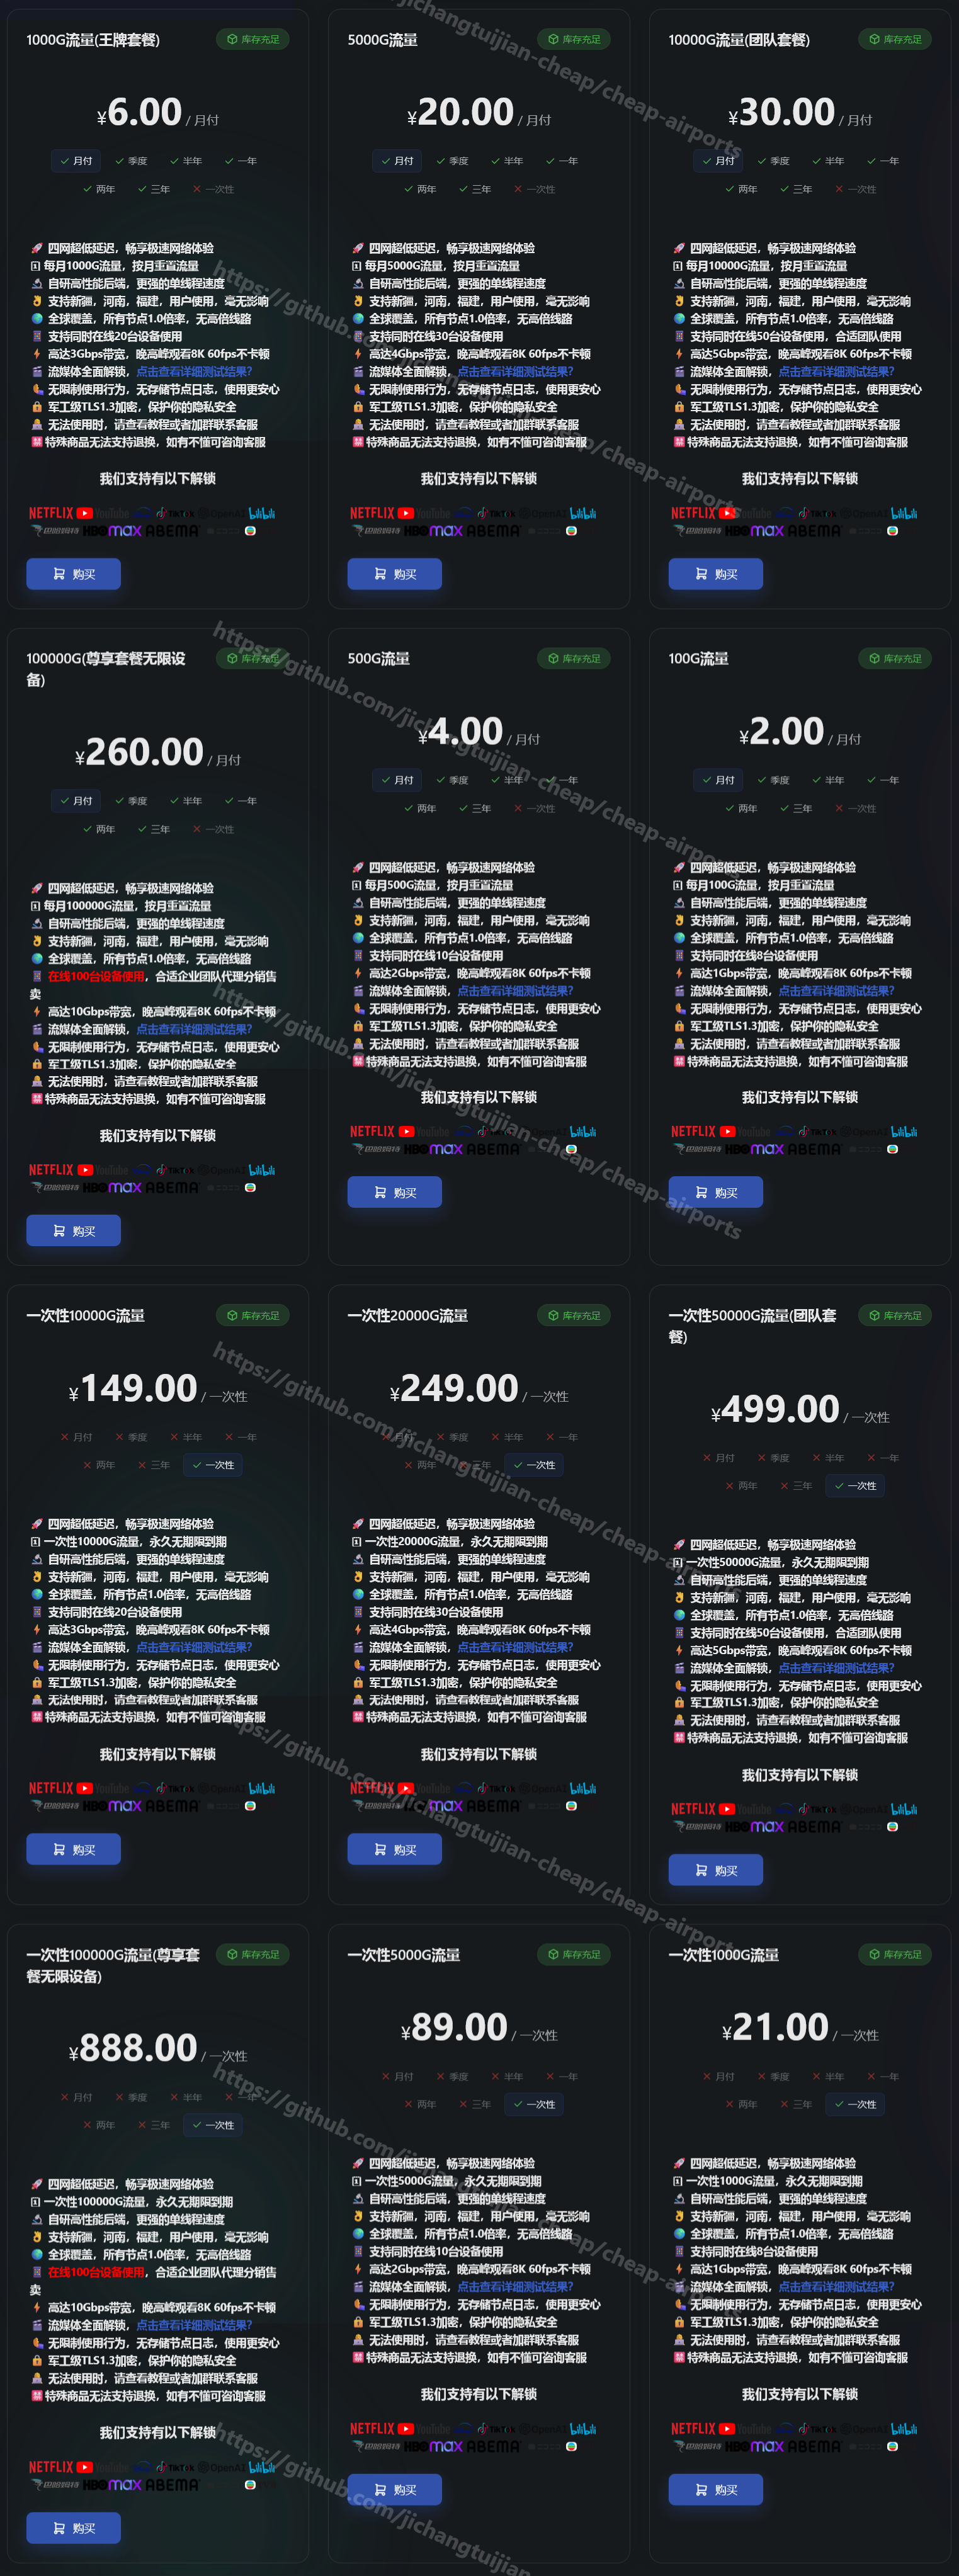 1000G流量(王牌套餐)
库存充足
¥6.00 / 月付
月付 季度 半年 一年
两年 三年 一次性
四网超低延迟，畅享极速网络体验
每月1000G流量，按月重置流量
自研高性能后端，更强的单线程速度
支持新疆，河南，福建，用户使用，毫无影响
全球覆盖，所有节点1.0倍率，无高倍线路
支持同时在线20台设备使用
高达3Gbps带宽，晚高峰观看8K 60fps不卡顿
流媒体全面解锁，点击查看详细测试结果?
无限制使用行为，无存储节点日志，使用更安心
军工级TLS1.3加密，保护你的隐私安全
无法使用时，请查看教程或者加群联系客服
禁特殊商品无法支持退换，如有不懂可咨询客服
我们支持有以下解锁
NETFLIX YouTube TikTok OpenAI bilibili
HBO max ABEMA
购买
5000G流量
库存充足
¥20.00 / 月付
月付 季度 半年 一年
两年 三年 一次性
四网超低延迟，畅享极速网络体验
每月5000G流量，按月重置流量
自研高性能后端，更强的单线程速度
支持新疆，河南，福建，用户使用，毫无影响
全球覆盖，所有节点1.0倍率，无高倍线路
支持同时在线30台设备使用
高达4Gbps带宽，晚高峰观看8K 60fps不卡顿
流媒体全面解锁，点击查看详细测试结果?
无限制使用行为，无存储节点日志，使用更安心
军工级TLS1.3加密，保护你的隐私安全
无法使用时，请查看教程或者加群联系客服
禁特殊商品无法支持退换，如有不懂可咨询客服
我们支持有以下解锁
NETFLIX YouTube TikTok OpenAI bilibili
HBO max ABEMA
购买
10000G流量(团队套餐)
库存充足
¥30.00 / 月付
月付 季度 半年 一年
两年 三年 一次性
四网超低延迟，畅享极速网络体验
每月10000G流量，按月重置流量
自研高性能后端，更强的单线程速度
支持新疆，河南，福建，用户使用，毫无影响
全球覆盖，所有节点1.0倍率，无高倍线路
支持同时在线50台设备使用，合适团队使用
高达5Gbps带宽，晚高峰观看8K 60fps不卡顿
流媒体全面解锁，点击查看详细测试结果?
无限制使用行为，无存储节点日志，使用更安心
军工级TLS1.3加密，保护你的隐私安全
无法使用时，请查看教程或者加群联系客服
禁特殊商品无法支持退换，如有不懂可咨询客服
我们支持有以下解锁
NETFLIX YouTube TikTok OpenAI bilibili
HBO max ABEMA
购买
100000G(尊享套餐无限设
备)
库存充足
¥260.00 / 月付
月付 季度 半年 一年
两年 三年 一次性
四网超低延迟，畅享极速网络体验
每月100000G流量，按月重置流量
自研高性能后端，更强的单线程速度
支持新疆，河南，福建，用户使用，毫无影响
全球覆盖，所有节点1.0倍率，无高倍线路
在线100台设备使用，合适企业团队代理分销售
卖
高达10Gbps带宽，晚高峰观看8K 60fps不卡顿
流媒体全面解锁，点击查看详细测试结果?
无限制使用行为，无存储节点日志，使用更安心
军工级TLS1.3加密，保护你的隐私安全
无法使用时，请查看教程或者加群联系客服
禁特殊商品无法支持退换，如有不懂可咨询客服
我们支持有以下解锁
NETFLIX YouTube TikTok OpenAI bilibili
HBO max ABEMA
购买
500G流量
库存充足
¥4.00 / 月付
月付 季度 半年 一年
两年 三年 一次性
四网超低延迟，畅享极速网络体验
每月500G流量，按月重置流量
自研高性能后端，更强的单线程速度
支持新疆，河南，福建，用户使用，毫无影响
全球覆盖，所有节点1.0倍率，无高倍线路
支持同时在线10台设备使用
高达2Gbps带宽，晚高峰观看8K 60fps不卡顿
流媒体全面解锁，点击查看详细测试结果?
无限制使用行为，无存储节点日志，使用更安心
军工级TLS1.3加密，保护你的隐私安全
无法使用时，请查看教程或者加群联系客服
禁特殊商品无法支持退换，如有不懂可咨询客服
我们支持有以下解锁
NETFLIX YouTube TikTok OpenAI bilibili
HBO max ABEMA
购买
100G流量
库存充足
¥2.00 / 月付
月付 季度 半年 一年
两年 三年 一次性
四网超低延迟，畅享极速网络体验
每月100G流量，按月重置流量
自研高性能后端，更强的单线程速度
支持新疆，河南，福建，用户使用，毫无影响
全球覆盖，所有节点1.0倍率，无高倍线路
支持同时在线8台设备使用
高达1Gbps带宽，晚高峰观看8K 60fps不卡顿
流媒体全面解锁，点击查看详细测试结果?
无限制使用行为，无存储节点日志，使用更安心
军工级TLS1.3加密，保护你的隐私安全
无法使用时，请查看教程或者加群联系客服
禁特殊商品无法支持退换，如有不懂可咨询客服
我们支持有以下解锁
NETFLIX YouTube TikTok OpenAI bilibili
HBO max ABEMA
购买
一次性10000G流量
库存充足
¥149.00 / 一次性
月付 季度 半年 一年
两年 三年 一次性
四网超低延迟，畅享极速网络体验
一次性10000G流量，永久无期限到期
自研高性能后端，更强的单线程速度
支持新疆，河南，福建，用户使用，毫无影响
全球覆盖，所有节点1.0倍率，无高倍线路
支持同时在线20台设备使用
高达3Gbps带宽，晚高峰观看8K 60fps不卡顿
流媒体全面解锁，点击查看详细测试结果?
无限制使用行为，无存储节点日志，使用更安心
军工级TLS1.3加密，保护你的隐私安全
无法使用时，请查看教程或者加群联系客服
禁特殊商品无法支持退换，如有不懂可咨询客服
我们支持有以下解锁
NETFLIX YouTube TikTok OpenAI bilibili
HBO max ABEMA
购买
一次性20000G流量
库存充足
¥249.00 / 一次性
月付 季度 半年 一年
两年 三年 一次性
四网超低延迟，畅享极速网络体验
一次性20000G流量，永久无期限到期
自研高性能后端，更强的单线程速度
支持新疆，河南，福建，用户使用，毫无影响
全球覆盖，所有节点1.0倍率，无高倍线路
支持同时在线30台设备使用
高达4Gbps带宽，晚高峰观看8K 60fps不卡顿
流媒体全面解锁，点击查看详细测试结果?
无限制使用行为，无存储节点日志，使用更安心
军工级TLS1.3加密，保护你的隐私安全
无法使用时，请查看教程或者加群联系客服
禁特殊商品无法支持退换，如有不懂可咨询客服
我们支持有以下解锁
NETFLIX YouTube TikTok OpenAI bilibili
HBO max ABEMA
购买
一次性50000G流量(团队套
餐)
库存充足
¥499.00 / 一次性
月付 季度 半年 一年
两年 三年 一次性
四网超低延迟，畅享极速网络体验
一次性50000G流量，永久无期限到期
自研高性能后端，更强的单线程速度
支持新疆，河南，福建，用户使用，毫无影响
全球覆盖，所有节点1.0倍率，无高倍线路
支持同时在线50台设备使用，合适团队使用
高达5Gbps带宽，晚高峰观看8K 60fps不卡顿
流媒体全面解锁，点击查看详细测试结果?
无限制使用行为，无存储节点日志，使用更安心
军工级TLS1.3加密，保护你的隐私安全
无法使用时，请查看教程或者加群联系客服
禁特殊商品无法支持退换，如有不懂可咨询客服
我们支持有以下解锁
NETFLIX YouTube TikTok OpenAI bilibili
HBO max ABEMA
购买
一次性100000G流量(尊享套
餐无限设备)
库存充足
¥888.00 / 一次性
月付 季度 半年 一年
两年 三年 一次性
四网超低延迟，畅享极速网络体验
一次性100000G流量，永久无期限到期
自研高性能后端，更强的单线程速度
支持新疆，河南，福建，用户使用，毫无影响
全球覆盖，所有节点1.0倍率，无高倍线路
在线100台设备使用，合适企业团队代理分销售
卖
高达10Gbps带宽，晚高峰观看8K 60fps不卡顿
流媒体全面解锁，点击查看详细测试结果?
无限制使用行为，无存储节点日志，使用更安心
军工级TLS1.3加密，保护你的隐私安全
无法使用时，请查看教程或者加群联系客服
禁特殊商品无法支持退换，如有不懂可咨询客服
我们支持有以下解锁
NETFLIX YouTube TikTok OpenAI bilibili
HBO max ABEMA
购买
一次性5000G流量
库存充足
¥89.00 / 一次性
月付 季度 半年 一年
两年 三年 一次性
四网超低延迟，畅享极速网络体验
一次性5000G流量，永久无期限到期
自研高性能后端，更强的单线程速度
支持新疆，河南，福建，用户使用，毫无影响
全球覆盖，所有节点1.0倍率，无高倍线路
支持同时在线10台设备使用
高达2Gbps带宽，晚高峰观看8K 60fps不卡顿
流媒体全面解锁，点击查看详细测试结果?
无限制使用行为，无存储节点日志，使用更安心
军工级TLS1.3加密，保护你的隐私安全
无法使用时，请查看教程或者加群联系客服
禁特殊商品无法支持退换，如有不懂可咨询客服
我们支持有以下解锁
NETFLIX YouTube TikTok OpenAI bilibili
HBO max ABEMA
购买
一次性1000G流量
库存充足
¥21.00 / 一次性
月付 季度 半年 一年
两年 三年 一次性
四网超低延迟，畅享极速网络体验
一次性1000G流量，永久无期限到期
自研高性能后端，更强的单线程速度
支持新疆，河南，福建，用户使用，毫无影响
全球覆盖，所有节点1.0倍率，无高倍线路
支持同时在线8台设备使用
高达1Gbps带宽，晚高峰观看8K 60fps不卡顿
流媒体全面解锁，点击查看详细测试结果?
无限制使用行为，无存储节点日志，使用更安心
军工级TLS1.3加密，保护你的隐私安全
无法使用时，请查看教程或者加群联系客服
禁特殊商品无法支持退换，如有不懂可咨询客服
我们支持有以下解锁
NETFLIX YouTube TikTok OpenAI bilibili
HBO max ABEMA
购买
https://github.com/jichangtuijian-cheap/cheap-airports